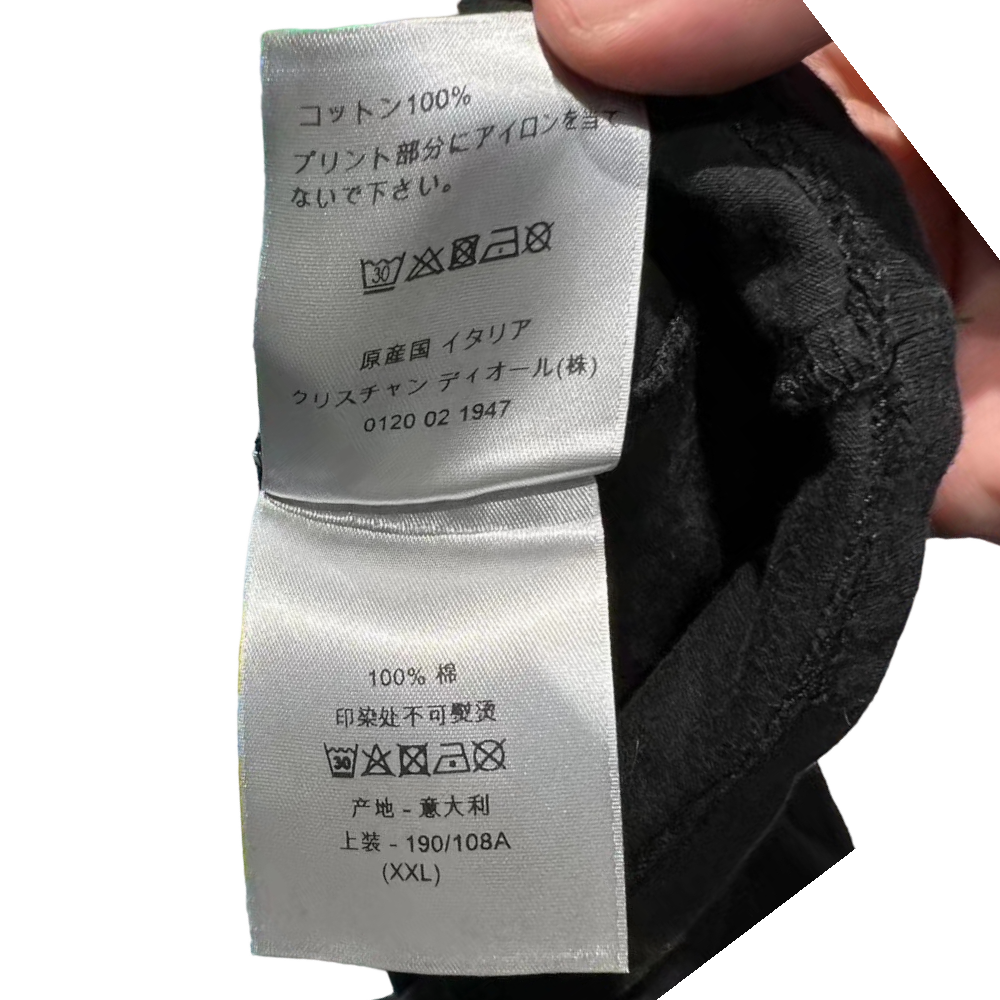 コットン100%
プリント部分にアイロンを当て
ないで下さい。
30
原産国 イタリア
クリスチャン ディオール(株)
0120 02 1947
100% 棉
印染处不可熨烫
30
产地 - 意大利
上装 - 190/108A
(XXL)